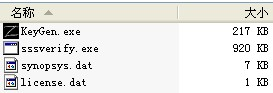 名称 大小
KeyGen.exe 217 KB
sssverify.exe 920 KB
synopsys.dat 7 KB
license.dat 1 KB